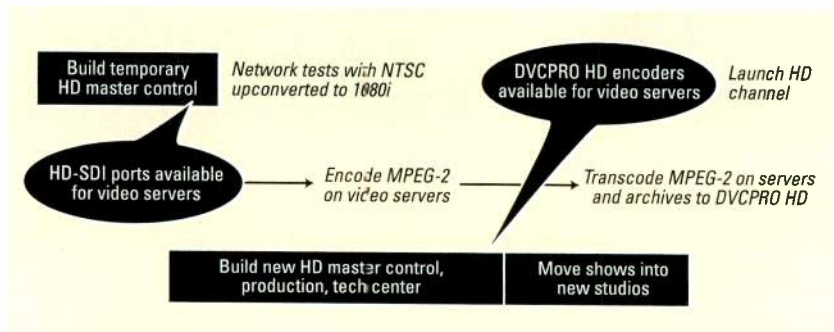 Build temporary
HD master control
Network tests with NTSC
upconverted to 1080i
DVCPRO HD encoders
available for video servers
Launch HD
channel
HD-SDI ports available
for video servers
Encode MPEG-2
on video servers
Transcode MPEG-2 on servers
and archives to DVCPRO HD
Build new HD master control,
production, tech center
Move shows into
new studios